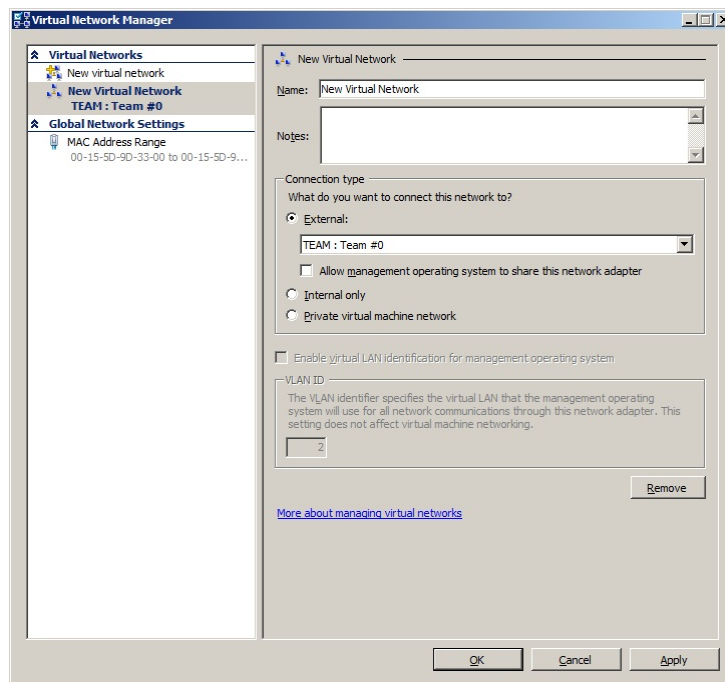 Virtual Network Manager
Virtual Networks
New virtual network
New Virtual Network
TEAM : Team #0
Global Network Settings
MAC Address Range
00-15-5D-9D-33-00 to 00-15-5D-9...
New Virtual Network
Name: New Virtual Network
Notes:
Connection type
What do you want to connect this network to?
External:
TEAM : Team #0
Allow management operating system to share this network adapter
Internal only
Private virtual machine network
Enable virtual LAN identification for management operating system
VLAN ID
The VLAN identifier specifies the virtual LAN that the management operating
system will use for all network communications through this network adapter. This
setting does not affect virtual machine networking.
2
Remove
More about managing virtual networks
OK Cancel Apply